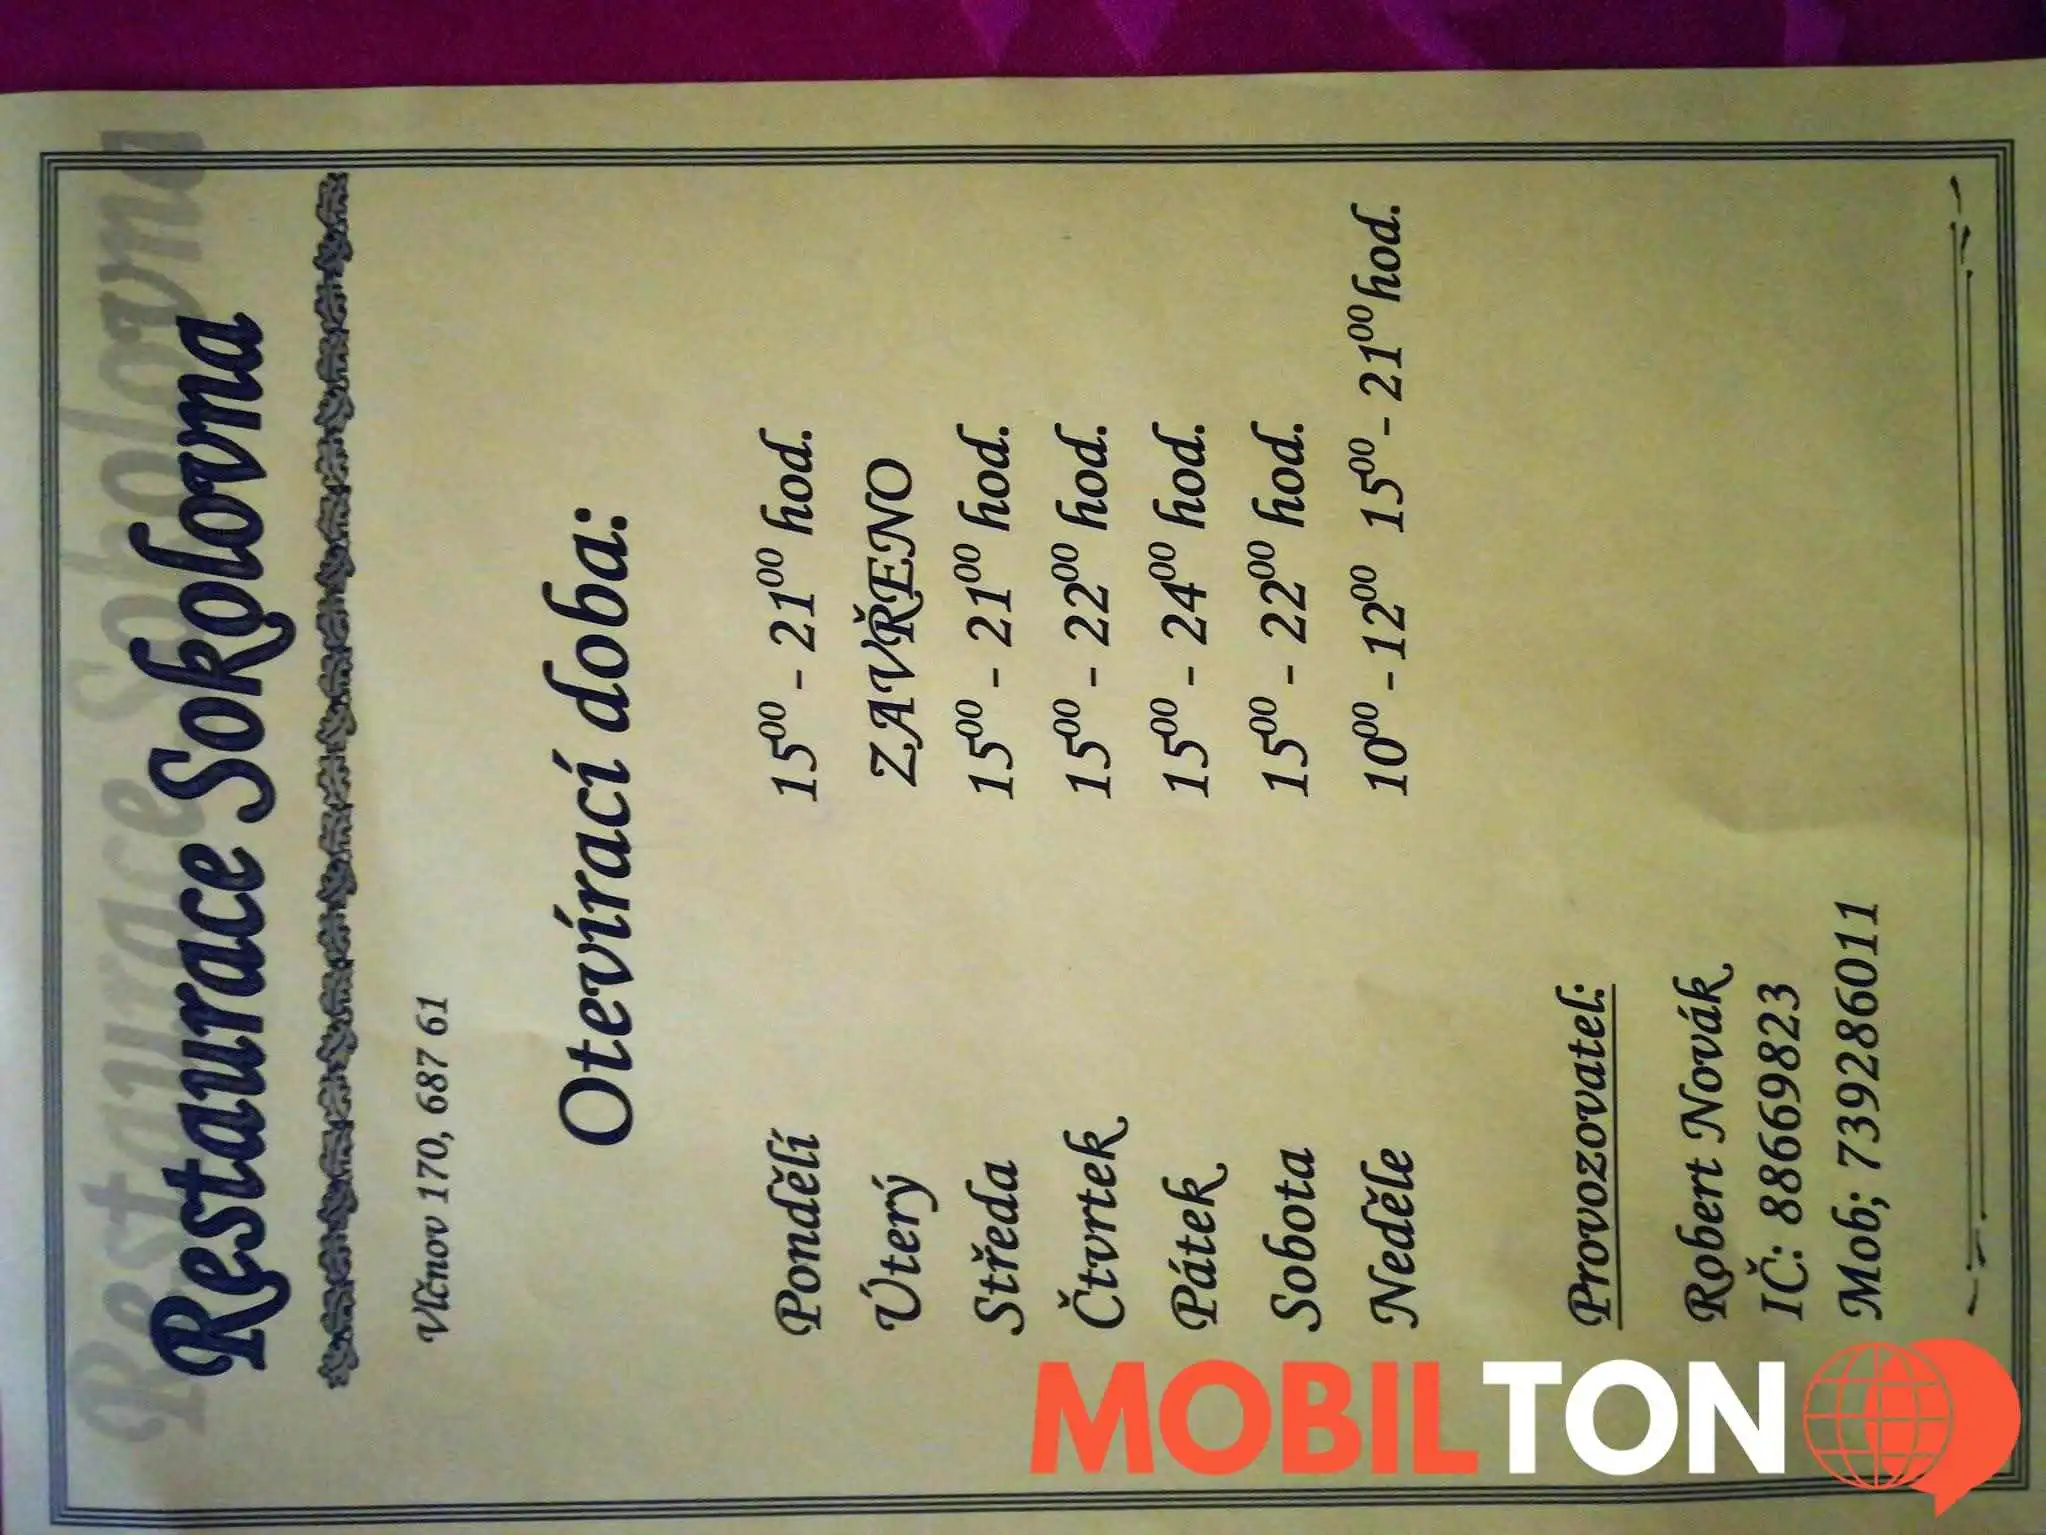 Restaurace Sokolovna
Vlčnov 170, 687 61
Otevírací doba:
Pondělí 15⁰⁰ - 21⁰⁰ hod.
Úterý ZAVŘENO
Středa 15⁰⁰ - 21⁰⁰ hod.
Čtvrtek 15⁰⁰ - 22⁰⁰ hod.
Pátek 15⁰⁰ - 24⁰⁰ hod.
Sobota 15⁰⁰ - 22⁰⁰ hod.
Neděle 10⁰⁰ -12⁰⁰ 15⁰⁰ - 21⁰⁰ hod.
Provozovatel:
Robert Novák
IČ: 88669823
Mob; 739286011
MOBILTON